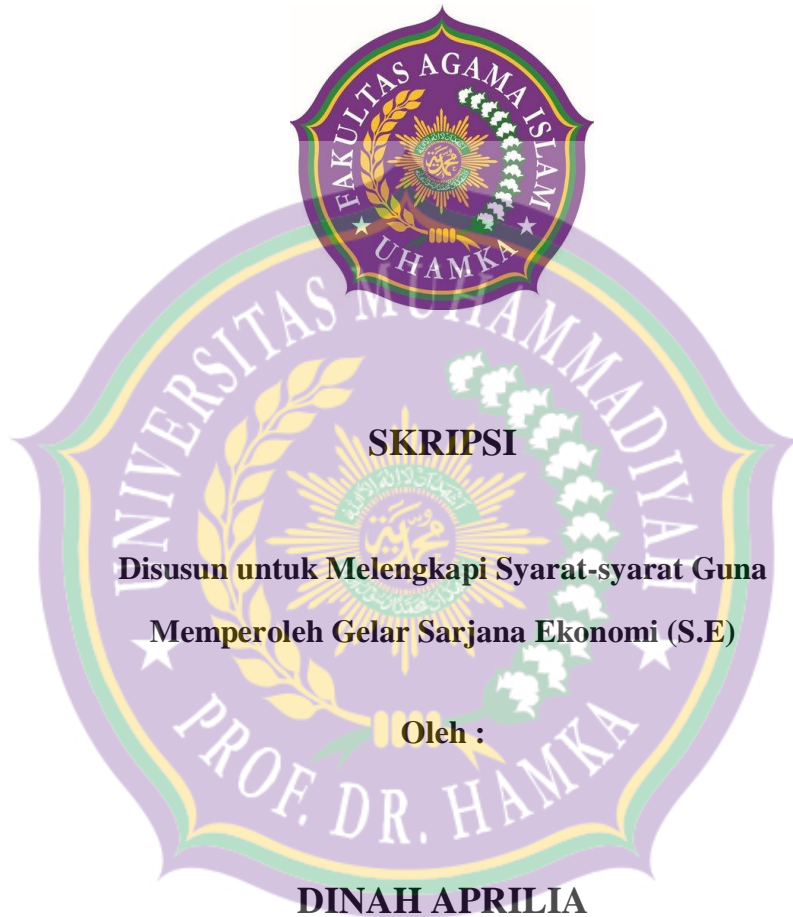 FAKULTAS AGAMA ISLAM
UHAMKA
UNIVERSITAS MUHAMMADIYAH
SKRIPSI
Disusun untuk Melengkapi Syarat-syarat Guna
Memperoleh Gelar Sarjana Ekonomi (S.E)
Oleh :
PROF. DR. HAMKA
DINAH APRILIA